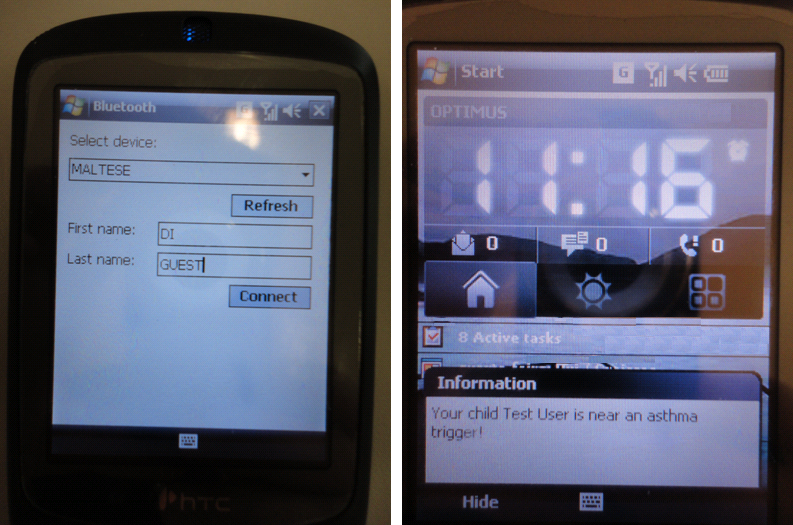 Bluetooth
G
Select device:
MALTESE
Refresh
First name:
DI
Last name:
GUEST
Connect
hTC
Start
G
OPTIMUS
11:16
0
0
0
8 Active tasks
Information
Your child Test User is near an asthma
trigger!
Hide